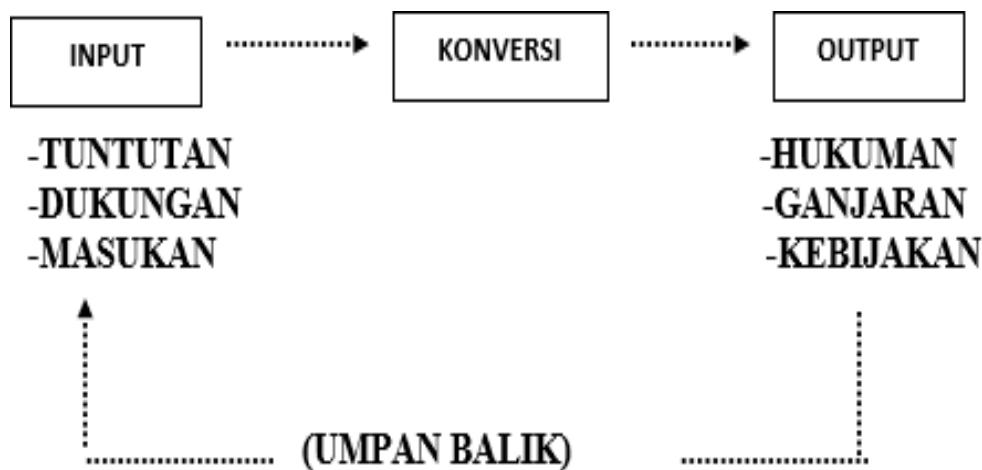 INPUT
KONVERSI
OUTPUT
-TUNTUTAN
-DUKUNGAN
-MASUKAN
-HUKUMAN
-GANJARAN
-KEBIJAKAN
(UMPAN BALIK)